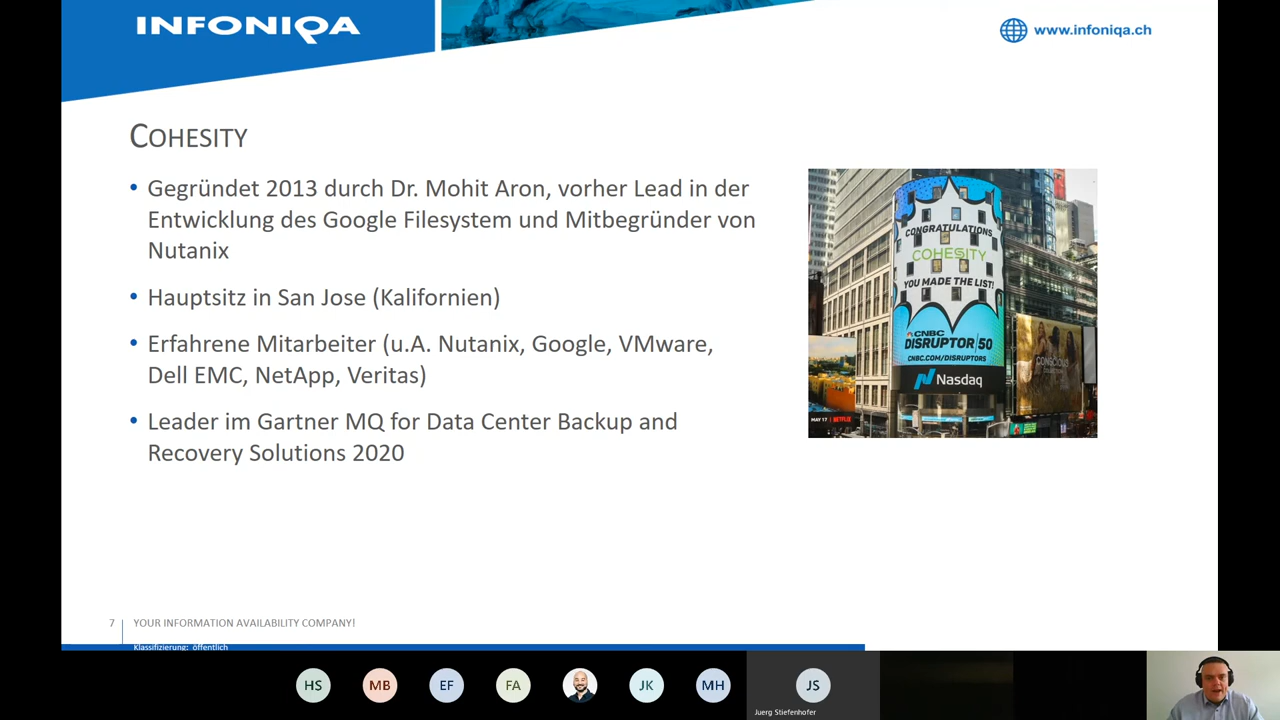 INFONIQA
www.infoniqa.ch
COHESITY
• Gegründet 2013 durch Dr. Mohit Aron, vorher Lead in der
Entwicklung des Google Filesystem und Mitbegründer von
Nutanix
• Hauptsitz in San Jose (Kalifornien)
• Erfahrene Mitarbeiter (u.A. Nutanix, Google, VMware,
Dell EMC, NetApp, Veritas)
• Leader im Gartner MQ for Data Center Backup and
Recovery Solutions 2020
CONGRATULATIONS
COHESITY
YOU MADE THE LIST!
CNBC
DISRUPTOR 50
CNBC.COM/DISRUPTORS
Nasdaq
CONSCIOUS
MAY 17 NETFLIX
7 YOUR INFORMATION AVAILABILITY COMPANY!
Klassifizierung: öffentlich
HS MB EF FA JK MH JS
Juerg Stiefenhofer